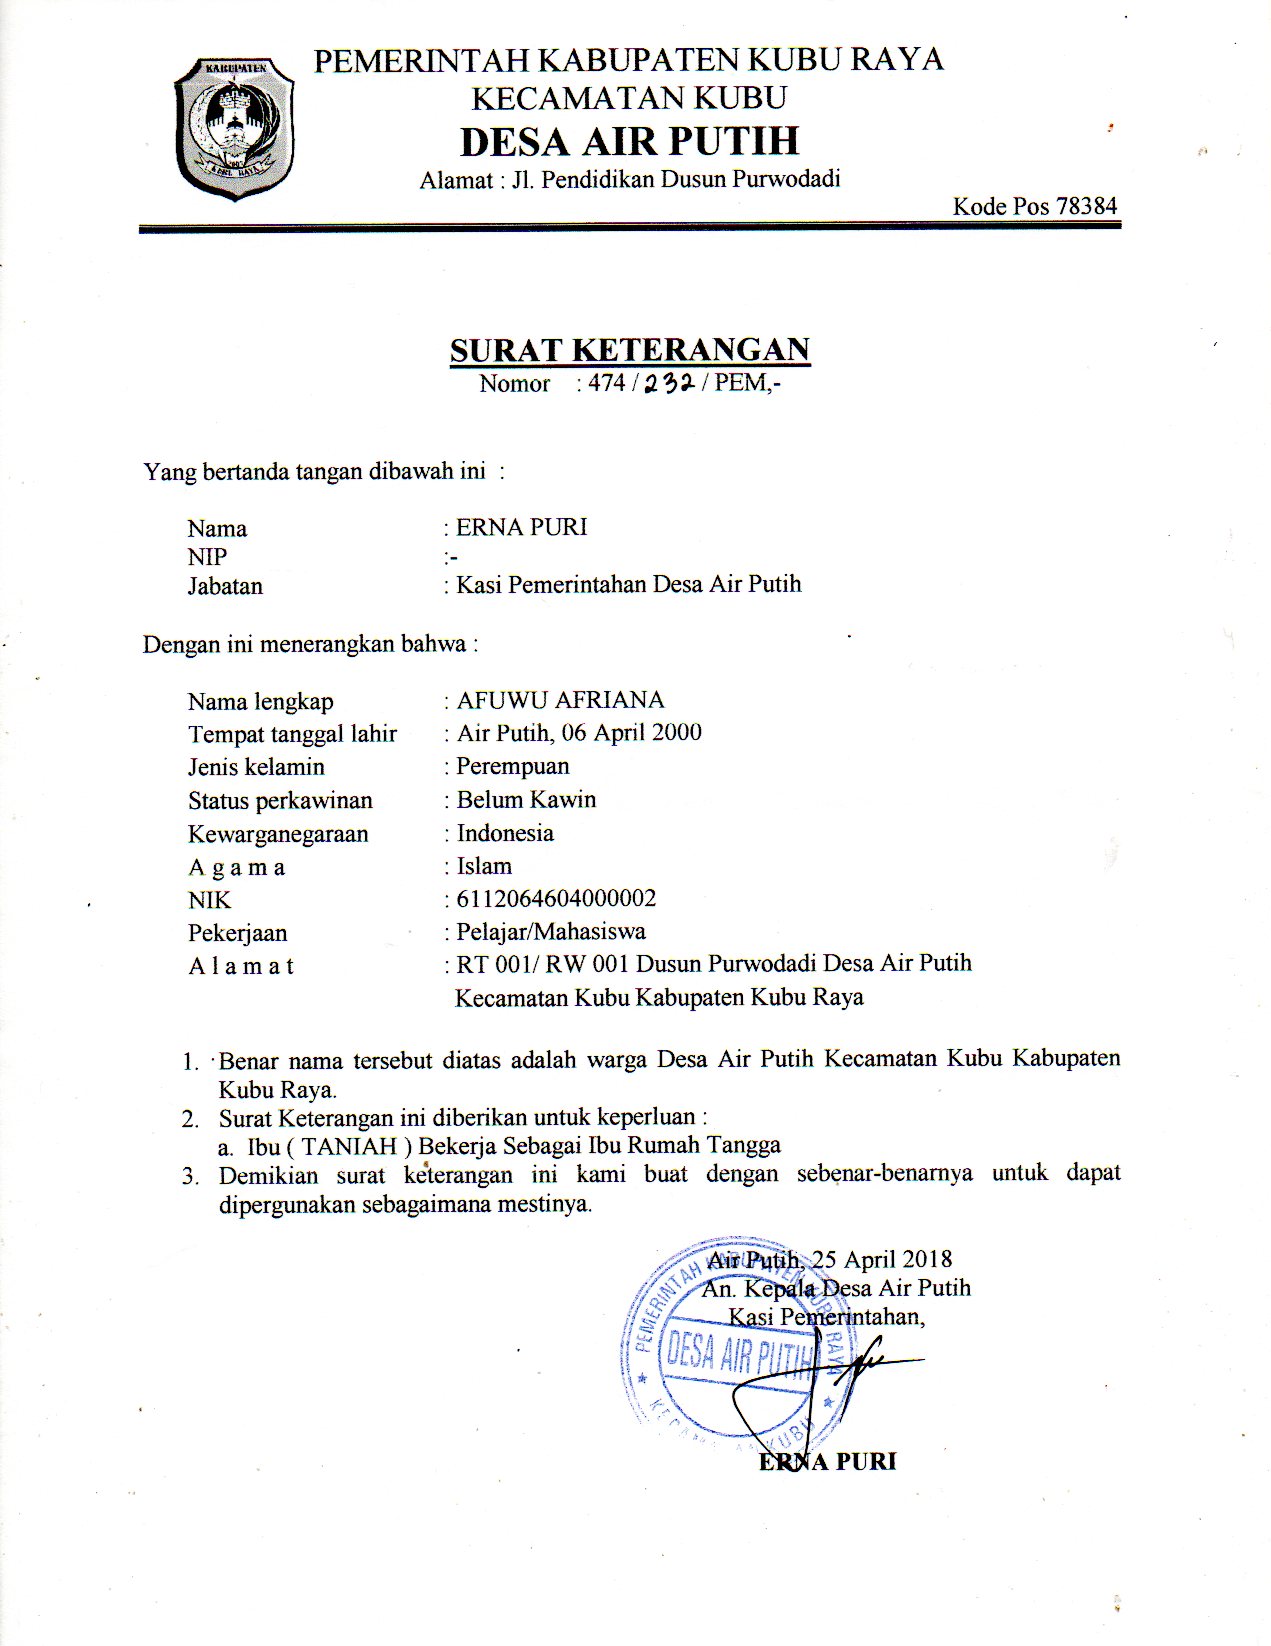 PEMERINTAH KABUPATEN KUBU RAYA
KECAMATAN KUBU
DESA AIR PUTIH
Alamat : Jl. Pendidikan Dusun Purwodadi
Kode Pos 78384
KABUPATEN
KUBU RAYA
SURAT KETERANGAN
Nomor : 474 / 232 / PEM,-
Yang bertanda tangan dibawah ini :
Nama : ERNA PURI
NIP :-
Jabatan : Kasi Pemerintahan Desa Air Putih
Dengan ini menerangkan bahwa :
Nama lengkap : AFUWU AFRIANA
Tempat tanggal lahir : Air Putih, 06 April 2000
Jenis kelamin : Perempuan
Status perkawinan : Belum Kawin
Kewarganegaraan : Indonesia
A g a m a : Islam
NIK : 6112064604000002
Pekerjaan : Pelajar/Mahasiswa
A l a m a t : RT 001/ RW 001 Dusun Purwodadi Desa Air Putih
Kecamatan Kubu Kabupaten Kubu Raya
1. Benar nama tersebut diatas adalah warga Desa Air Putih Kecamatan Kubu Kabupaten
Kubu Raya.
2. Surat Keterangan ini diberikan untuk keperluan :
a. Ibu ( TANIAH ) Bekerja Sebagai Ibu Rumah Tangga
3. Demikian surat keterangan ini kami buat dengan sebenar-benarnya untuk dapat
dipergunakan sebagaimana mestinya.
Air Putih, 25 April 2018
An. Kepala Desa Air Putih
Kasi Pemerintahan,
PEMERINTAH KABUPATEN KUBU RAYA
DESA AIR PUTIH
KUBU
ERNA PURI